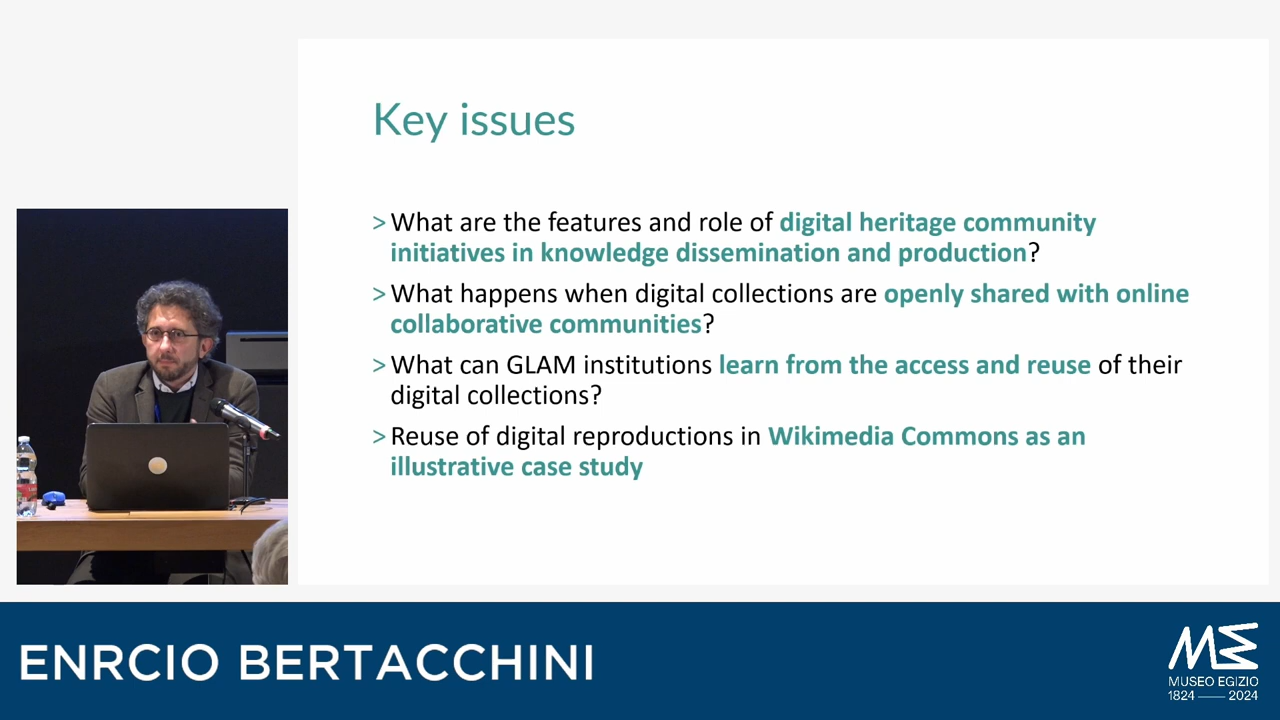 Key issues
> What are the features and role of digital heritage community
initiatives in knowledge dissemination and production?
> What happens when digital collections are openly shared with online
collaborative communities?
> What can GLAM institutions learn from the access and reuse of their
digital collections?
> Reuse of digital reproductions in Wikimedia Commons as an
illustrative case study
ENRCIO BERTACCHINI
ME
MUSEO EGIZIO
1824 — 2024